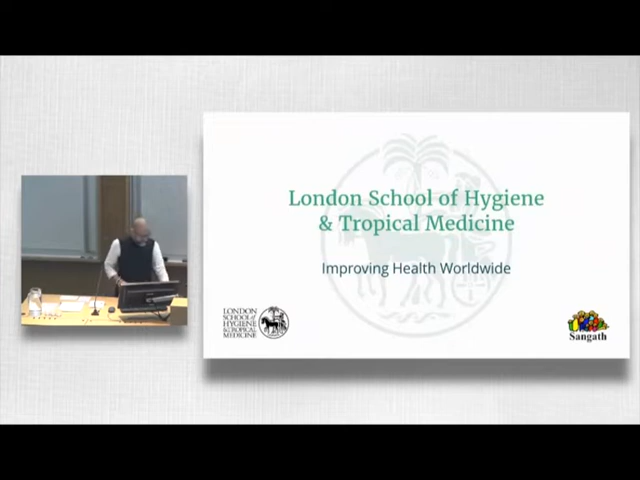 London School of Hygiene
& Tropical Medicine
Improving Health Worldwide
LONDON
SCHOOL of
HYGIENE
& TROPICAL
MEDICINE
Sangath